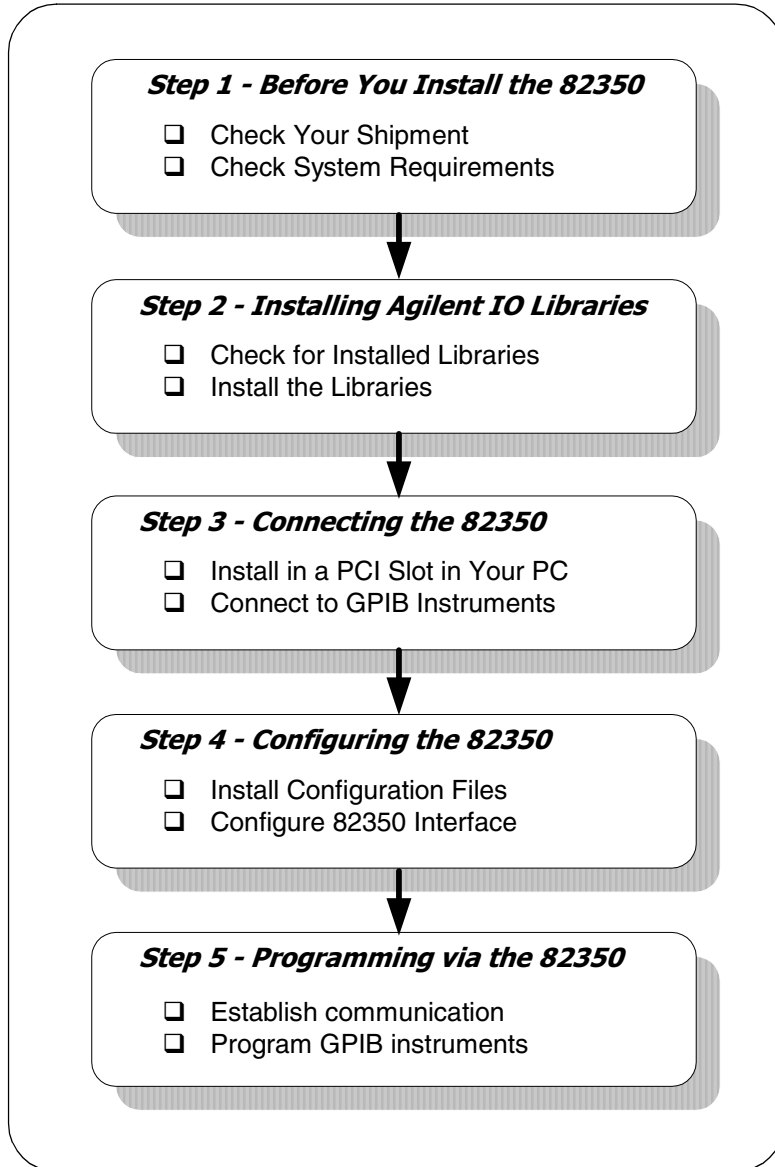 Step 1 - Before You Install the 82350
❑ Check Your Shipment
❑ Check System Requirements
Step 2 - Installing Agilent IO Libraries
❑ Check for Installed Libraries
❑ Install the Libraries
Step 3 - Connecting the 82350
❑ Install in a PCI Slot in Your PC
❑ Connect to GPIB Instruments
Step 4 - Configuring the 82350
❑ Install Configuration Files
❑ Configure 82350 Interface
Step 5 - Programming via the 82350
❑ Establish communication
❑ Program GPIB instruments